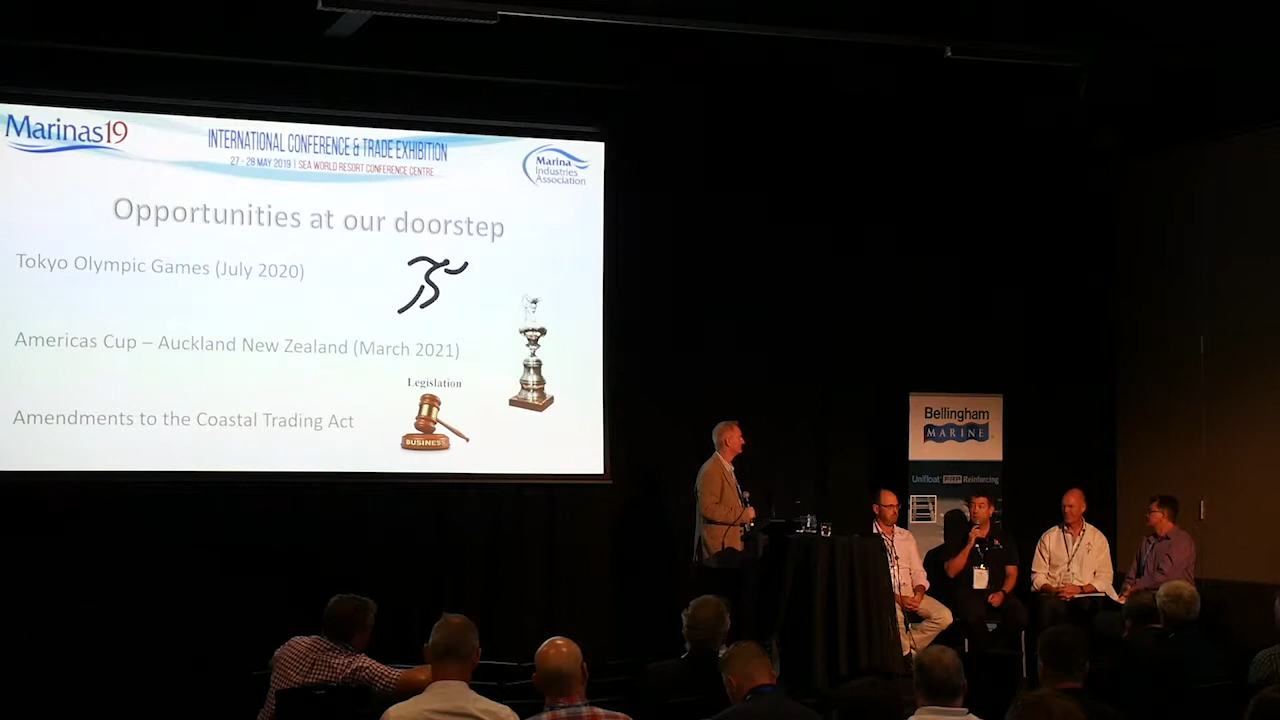 Marinas19
INTERNATIONAL CONFERENCE & TRADE EXHIBITION
27 - 28 MAY 2019 | SEA WORLD RESORT CONFERENCE CENTRE
Marina
Industries
Association
Opportunities at our doorstep
Tokyo Olympic Games (July 2020)
Americas Cup – Auckland New Zealand (March 2021)
Legislation
Amendments to the Coastal Trading Act
BUSINESS
Bellingham
MARINE
Unifloat FRP Reinforcing